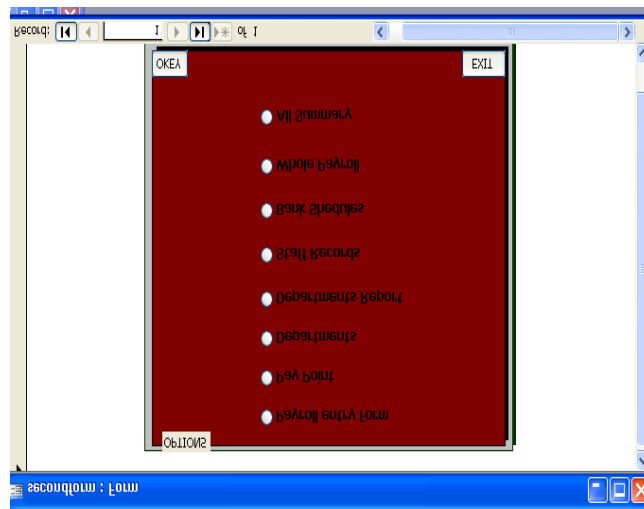 secondform : Form
OPTIONS
Payroll entry Form
Pay Point
Departments
Departments Report
Staff Records
Bank Shedules
Whole Payroll
All Summary
OKEY EXIT
Record: 1 of 1